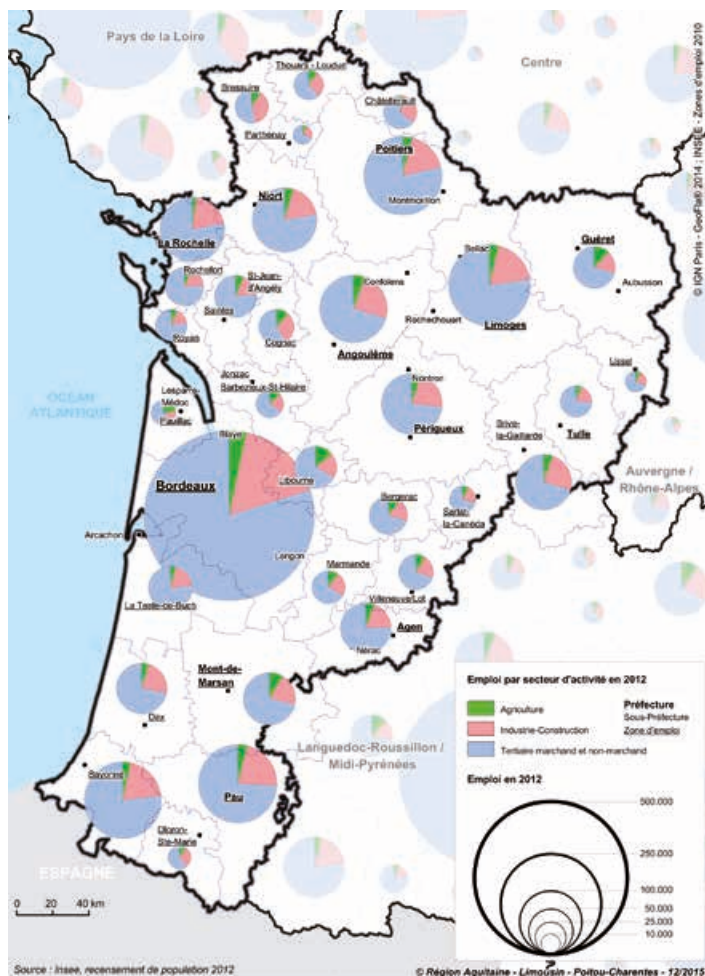 Pays de la Loire
Centre
Thouars - Loudun
Bressuire
Châtellerault
Parthenay
Poitiers
Montmorillon
Niort
La Rochelle
Guéret
Bellac
Aubusson
Rochefort
St-Jean-
d'Angély
Confolens
Saintes
Rochechouart
Limoges
Royan
Cognac
Angoulême
Ussel
Jonzac
Barbezieux-St-Hilaire
Nontron
OCÉAN
ATLANTIQUE
Lesparre-
Médoc
Pauillac
Périgueux
Brive-
la-Gaillarde
Tulle
Blaye
Bordeaux
Libourne
Auvergne /
Rhône-Alpes
Bergerac
Sarlat-
la-Canéda
Arcachon
Langon
Marmande
La Teste-de-Buch
Villeneuve/Lot
Agen
Nérac
Mont-de-
Marsan
Dax
Languedoc-Roussillon /
Midi-Pyrénées
Bayonne
Pau
Oloron-
Ste-Marie
ESPAGNE
0 20 40 km
Emploi par secteur d'activité en 2012
Agriculture
Industrie-Construction
Tertiaire marchand et non-marchand
Préfecture
Sous-Préfecture
Zone d'emploi
Emploi en 2012
500.000
250.000
100.000
50.000
25.000
10.000
Source : Insee, recensement de population 2012
© Région Aquitaine - Limousin - Poitou-Charentes - 12/2015
© IGN Paris - GeoFla® 2014 ; INSEE - Zones d'emploi 2010